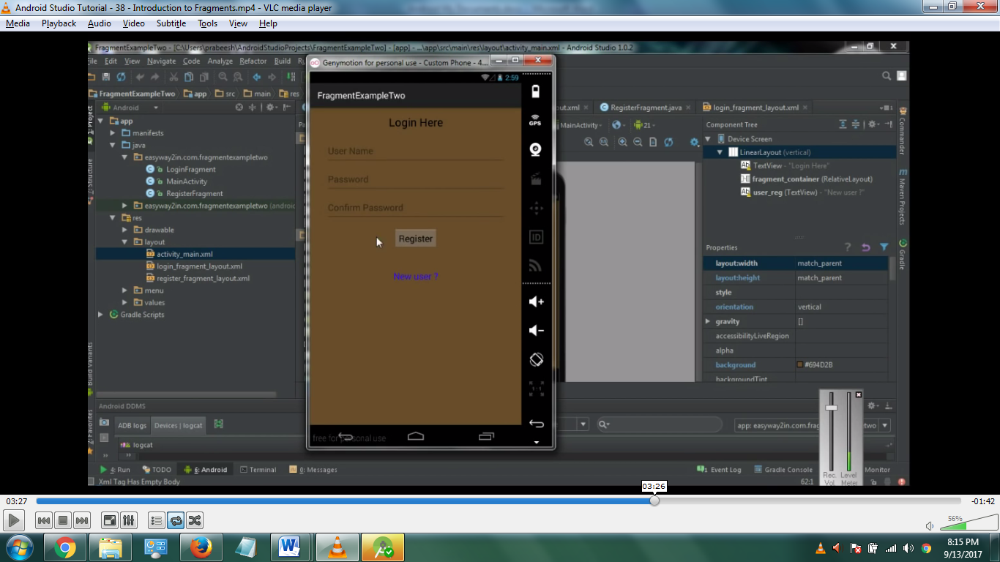 Android Studio Tutorial - 38 - Introduction to Fragments.mp4 - VLC media player
Media Playback Audio Video Subtitle Tools View Help
FragmentExampleTwo - [C:\Users\prabeesh\AndroidStudioProjects\FragmentExampleTwo] - [app] - ...\app\src\main\res\layout\activity_main.xml - Android Studio 1.0.2
File Edit View Navigate Code Analyze Refactor Build
Genymotion for personal use - Custom Phone - 4....
FragmentExampleTwo app src main res
Android
1: Project
app
manifests
java
easyway2in.com.fragmentexampletwo
LoginFragment
MainActivity
RegisterFragment
easyway2in.com.fragmentexampletwo (android
res
drawable
layout
activity_main.xml
login_fragment_layout.xml
register_fragment_layout.xml
menu
values
Gradle Scripts
Structure
Build Variants
2: Favorites
2:59
FragmentExampleTwo
Login Here
User Name
Password
Confirm Password
Register
New user ?
free for personal use
GPS
ID
1:1
out.xml RegisterFragment.java login_fragment_layout.xml
MainActivity 21
Component Tree
Device Screen
LinearLayout (vertical)
TextView - "Login Here"
fragment_container (RelativeLayout)
user_reg (TextView) - "New user ?"
Properties
layout:width match_parent
layout:height match_parent
style
orientation vertical
gravity []
accessibilityLiveRegion
alpha
background #694D2B
backgroundTint
Commander
Maven Projects
Gradle
Android DDMS
ADB logs Devices | logcat
logcat
app: easyway2in.com.frag
etwo
4: Run TODO 6: Android Terminal 0: Messages
Event Log Gradle Console
Monitor
Xml Tag Has Empty Body
62:1
Rec. Vol
Level Meter
03:26
03:27
-01:42
56%
8:15 PM
9/13/2017